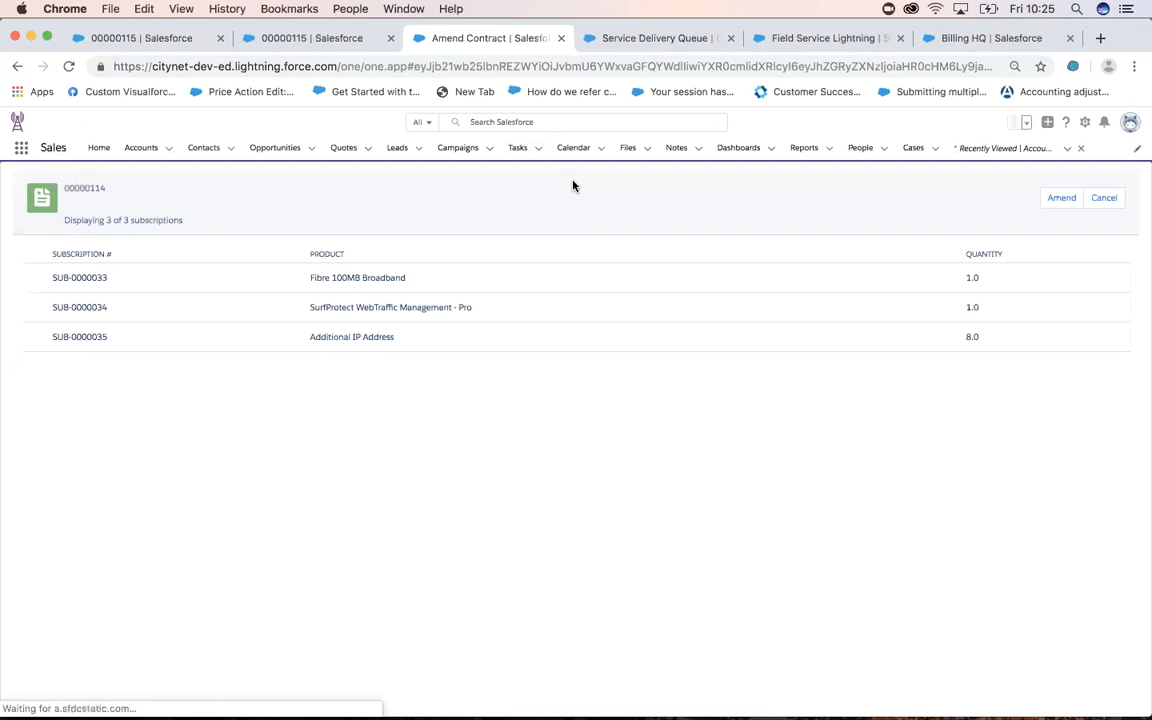 Chrome File Edit View History Bookmarks People Window Help Fri 10:25
00000115 | Salesforce 00000115 | Salesforce Amend Contract | Salesfo Service Delivery Queue | Field Service Lightning | S Billing HQ | Salesforce
https://citynet-dev-ed.lightning.force.com/one/one.app#
Apps Custom Visualforc... Price Action Edit:... Get Started with t... New Tab How do we refer c... Your session has... Customer Succes... Submitting multipl... Accounting adjust...
All Search Salesforce
Sales Home Accounts Contacts Opportunities Quotes Leads Campaigns Tasks Calendar Files Notes Dashboards Reports People Cases * Recently Viewed | Accou...
00000114
Displaying 3 of 3 subscriptions
Amend Cancel
SUBSCRIPTION # PRODUCT QUANTITY
SUB-0000033 Fibre 100MB Broadband 1.0
SUB-0000034 SurfProtect WebTraffic Management - Pro 1.0
SUB-0000035 Additional IP Address 8.0
Waiting for a.sfdcstatic.com...